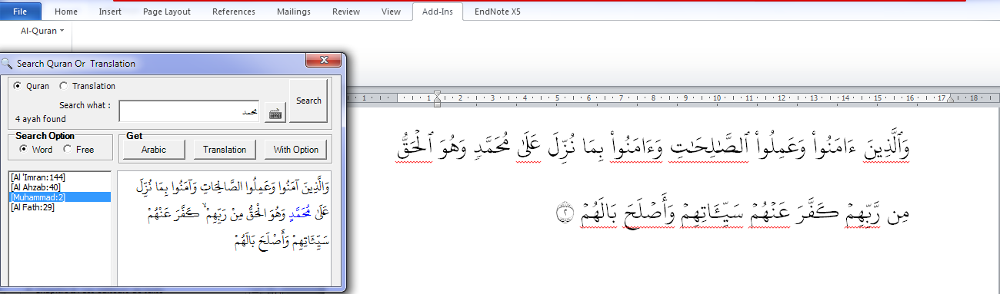 File Home Insert Page Layout References Mailings Review View Add-Ins EndNote X5
Al-Quran
Search Quran Or Translation
Quran Translation
Search what :
محمد
Search
4 ayah found
Search Option
Word Free
Get
Arabic Translation With Option
[Al 'Imran:144]
[Al Ahzab:40]
[Muhammad:2]
[Al Fath:29]
وَالَّذِينَ آمَنُوا وَعَمِلُوا الصَّالِحَاتِ وَآمَنُوا بِمَا نُزِّلَ
عَلَىٰ مُحَمَّدٍ وَهُوَ الْحَقُّ مِنْ رَبِّهِمْ ۙ كَفَّرَ عَنْهُمْ
سَيِّئَاتِهِمْ وَأَصْلَحَ بَالَهُمْ
1 1 2 3 4 5 6 7 8 9 10 11 12 13 14 15 16 17 18
وَٱلَّذِينَ ءَامَنُوا۟ وَعَمِلُوا۟ ٱلصَّـٰلِحَـٰتِ وَءَامَنُوا۟ بِمَا نُزِّلَ عَلَىٰ مُحَمَّدٍ وَهُوَ ٱلْحَقُّ
مِن رَّبِّهِمْ كَفَّرَ عَنْهُمْ سَيِّـَٔاتِهِمْ وَأَصْلَحَ بَالَهُمْ ٢